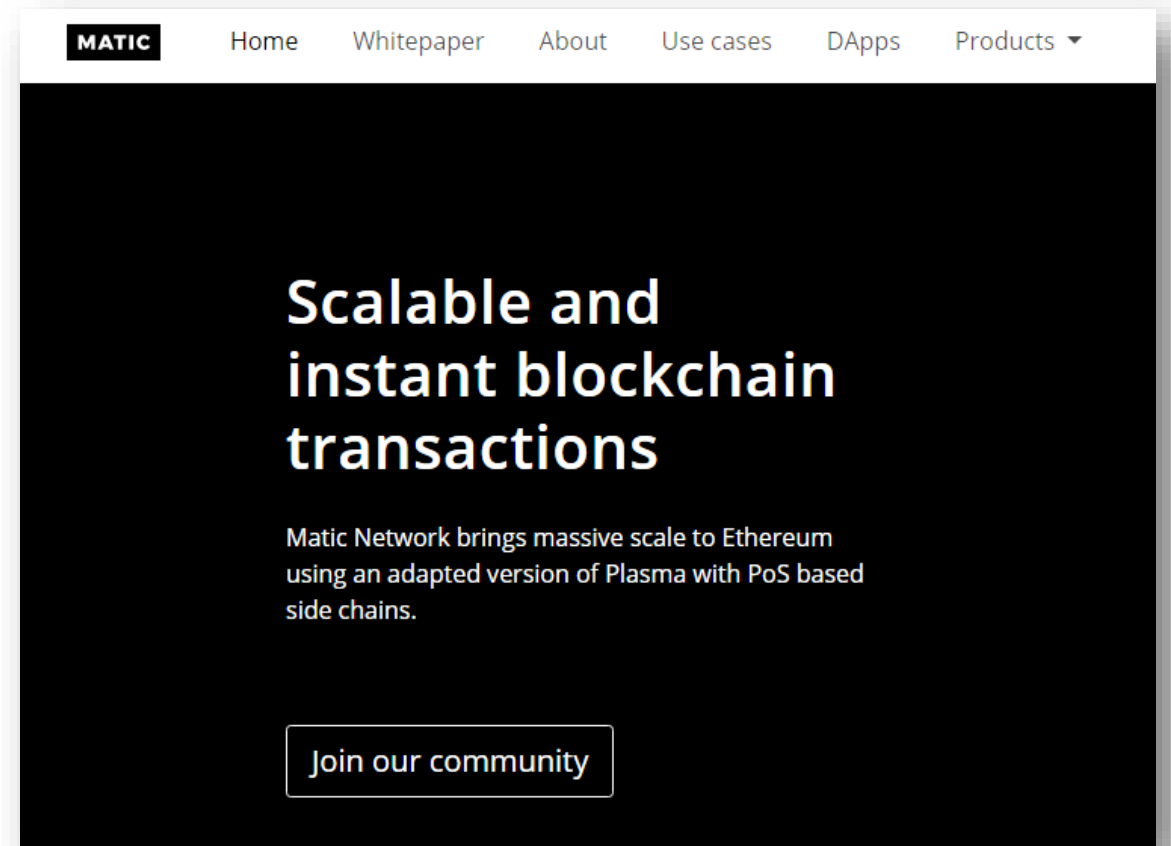 MATIC Home Whitepaper About Use cases DApps Products
Scalable and
instant blockchain
transactions
Matic Network brings massive scale to Ethereum
using an adapted version of Plasma with PoS based
side chains.
Join our community